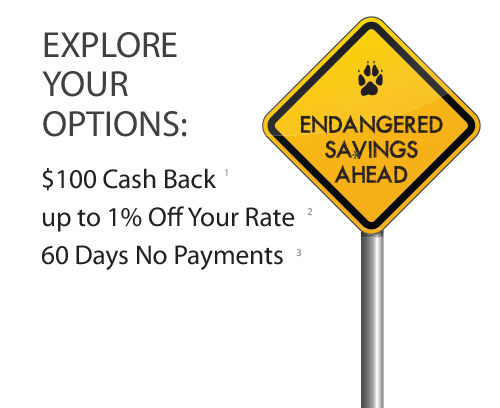 EXPLORE
YOUR
OPTIONS:
$100 Cash Back 1
up to 1% Off Your Rate 2
60 Days No Payments 3
ENDANGERED
SAVINGS
AHEAD